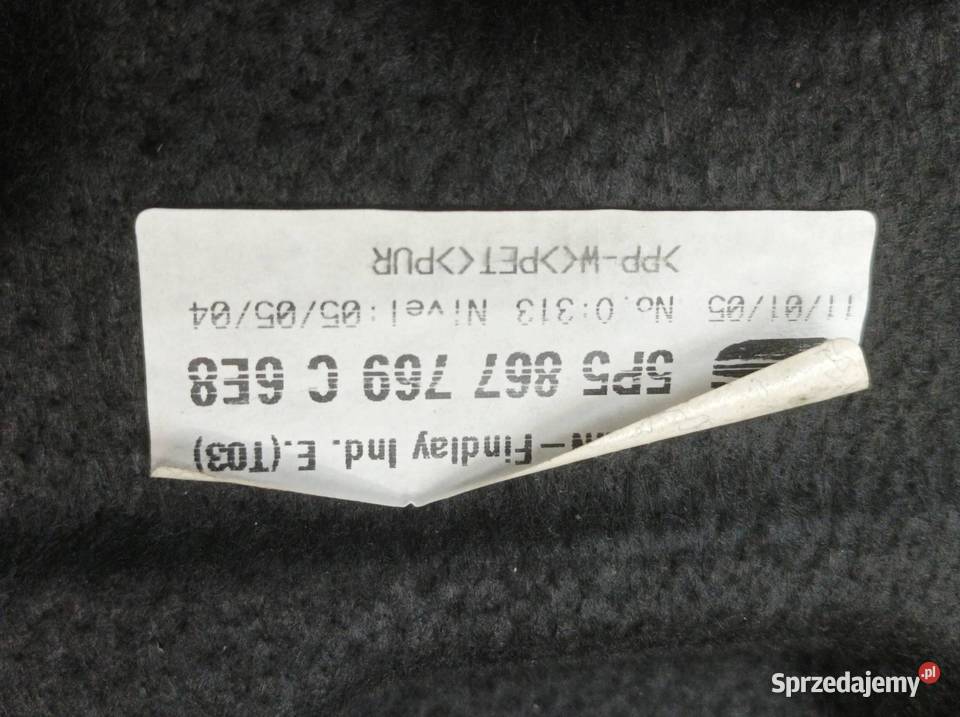 -Findlay Ind. E.(T03)
5P5 867 769 C 6E8
11/01/05 No.0:313 Nivel:05/05/04
>PP-W<>PET<>PUR
Sprzedajemy.pl